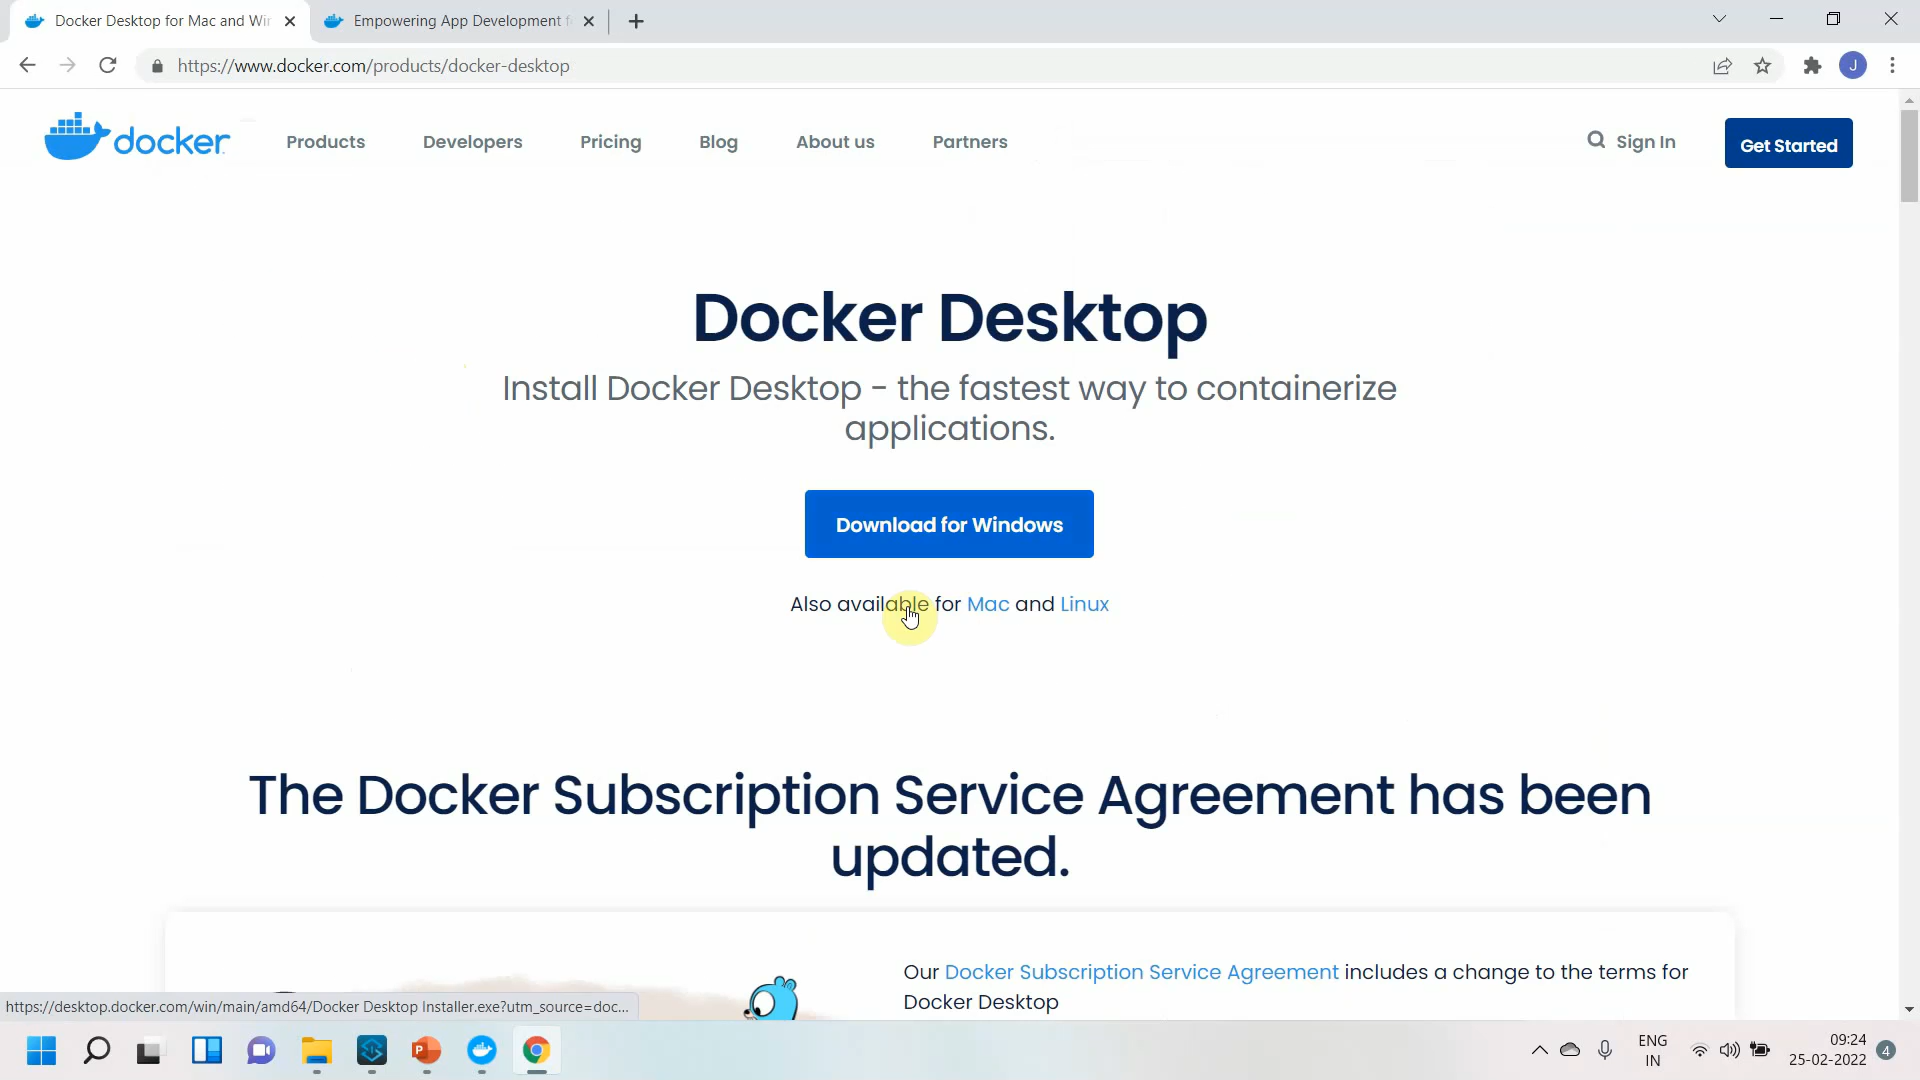 Docker Desktop for Mac and Wir
Empowering App Development f
https://www.docker.com/products/docker-desktop
J
docker
Products
Developers
Pricing
Blog
About us
Partners
Sign In
Get Started
Docker Desktop
Install Docker Desktop - the fastest way to containerize
applications.
Download for Windows
Also available for Mac and Linux
The Docker Subscription Service Agreement has been
updated.
Our Docker Subscription Service Agreement includes a change to the terms for
Docker Desktop
https://desktop.docker.com/win/main/amd64/Docker Desktop Installer.exe?utm_source=doc...
P
ENG
IN
09:24
25-02-2022
4